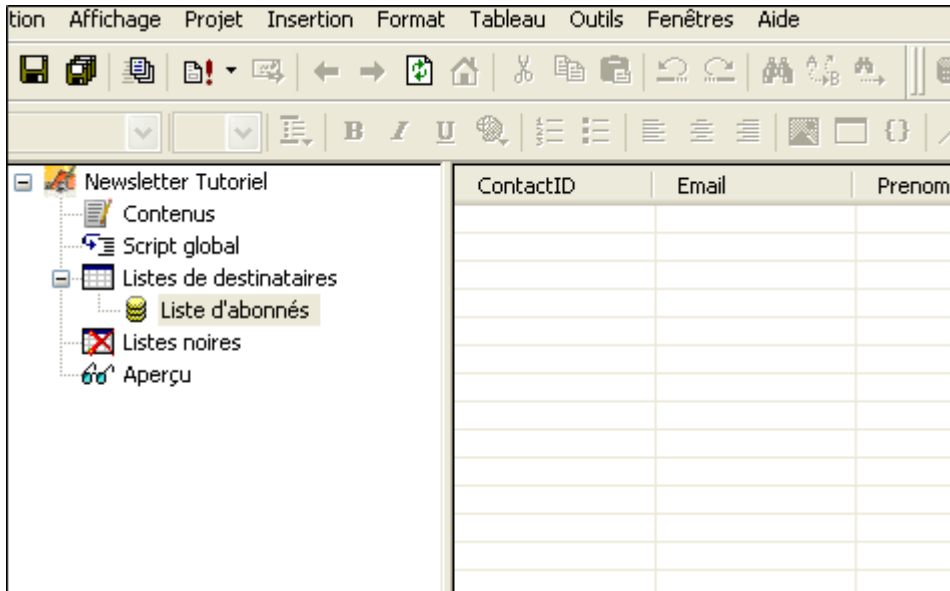 tion Affichage Projet Insertion Format Tableau Outils Fenêtres Aide
B I U
Newsletter Tutoriel
Contenus
Script global
Listes de destinataires
Liste d'abonnés
Listes noires
Aperçu
ContactID Email Prenom